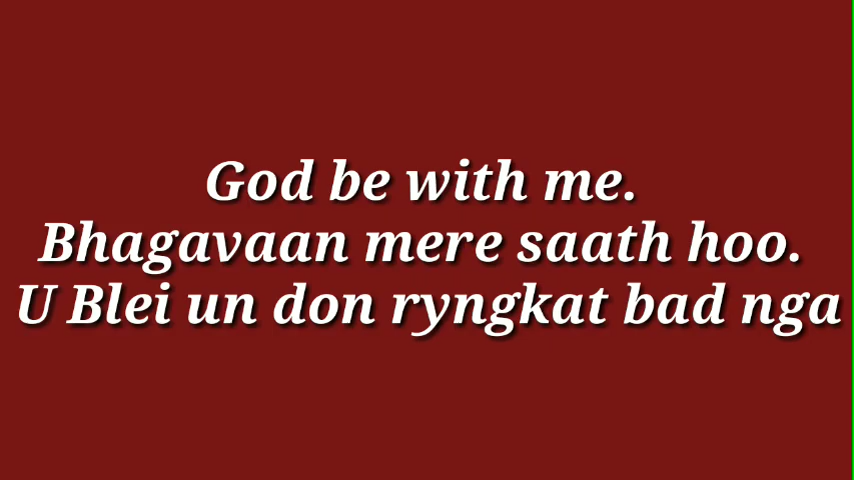 God be with me.
Bhagavaan mere saath hoo.
U Blei un don ryngkat bad nga